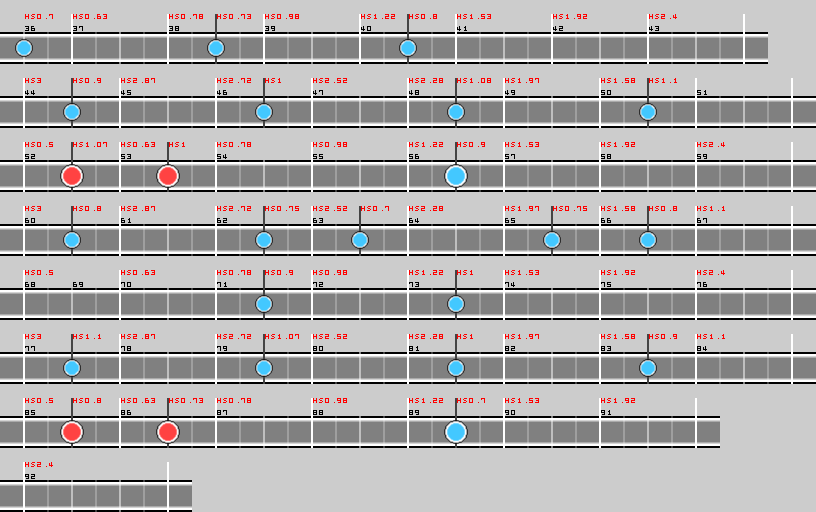 HS0.7 HS0.63 HS0.78 HS0.73 HS0.98 HS1.22 HS0.8 HS1.53 HS1.92 HS2.4
36 37 38 39 40 41 42 43
HS3 HS0.9 HS2.87 HS2.72 HS1 HS2.52 HS2.28 HS1.08 HS1.97 HS1.58 HS1.1
44 45 46 47 48 49 50 51
HS0.5 HS1.07 HS0.63 HS1 HS0.78 HS0.98 HS1.22 HS0.9 HS1.53 HS1.92 HS2.4
52 53 54 55 56 57 58 59
HS3 HS0.8 HS2.87 HS2.72 HS0.75 HS2.52 HS0.7 HS2.28 HS1.97 HS0.75 HS1.58 HS0.8 HS1.1
60 61 62 63 64 65 66 67
HS0.5 HS0.63 HS0.78 HS0.9 HS0.98 HS1.22 HS1 HS1.53 HS1.92 HS2.4
68 69 70 71 72 73 74 75 76
HS3 HS1.1 HS2.87 HS2.72 HS1.07 HS2.52 HS2.28 HS1 HS1.97 HS1.58 HS0.9 HS1.1
77 78 79 80 81 82 83 84
HS0.5 HS0.8 HS0.63 HS0.73 HS0.78 HS0.98 HS1.22 HS0.7 HS1.53 HS1.92
85 86 87 88 89 90 91
HS2.4
92